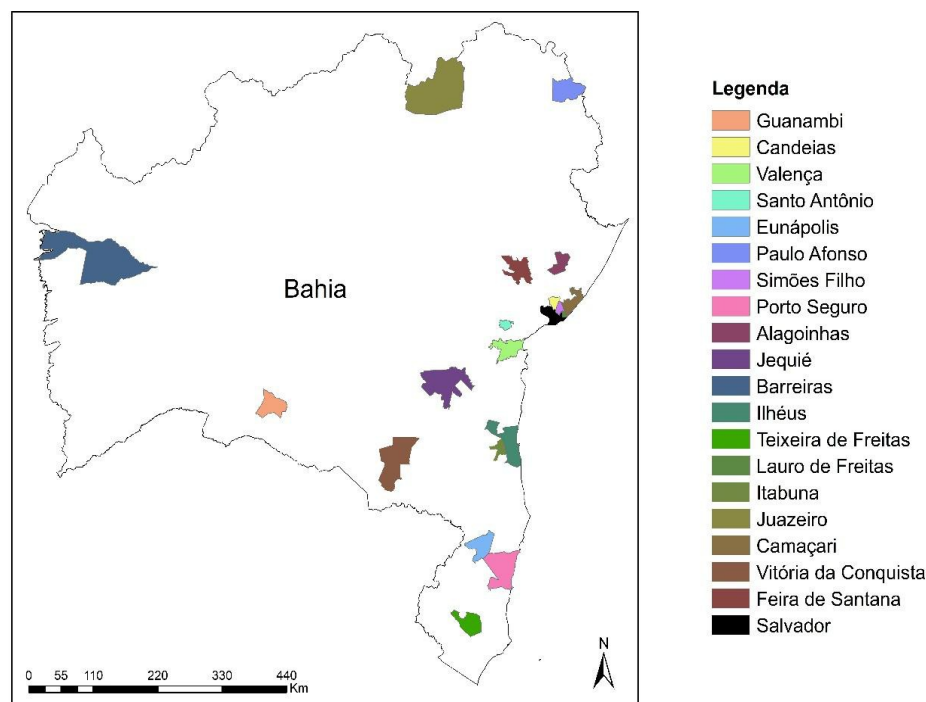 Bahia
0 55 110 220 330 440
Km
N
Legenda
Guanambi
Candeias
Valença
Santo Antônio
Eunápolis
Paulo Afonso
Simões Filho
Porto Seguro
Alagoinhas
Jequié
Barreiras
Ilhéus
Teixeira de Freitas
Lauro de Freitas
Itabuna
Juazeiro
Camaçari
Vitória da Conquista
Feira de Santana
Salvador